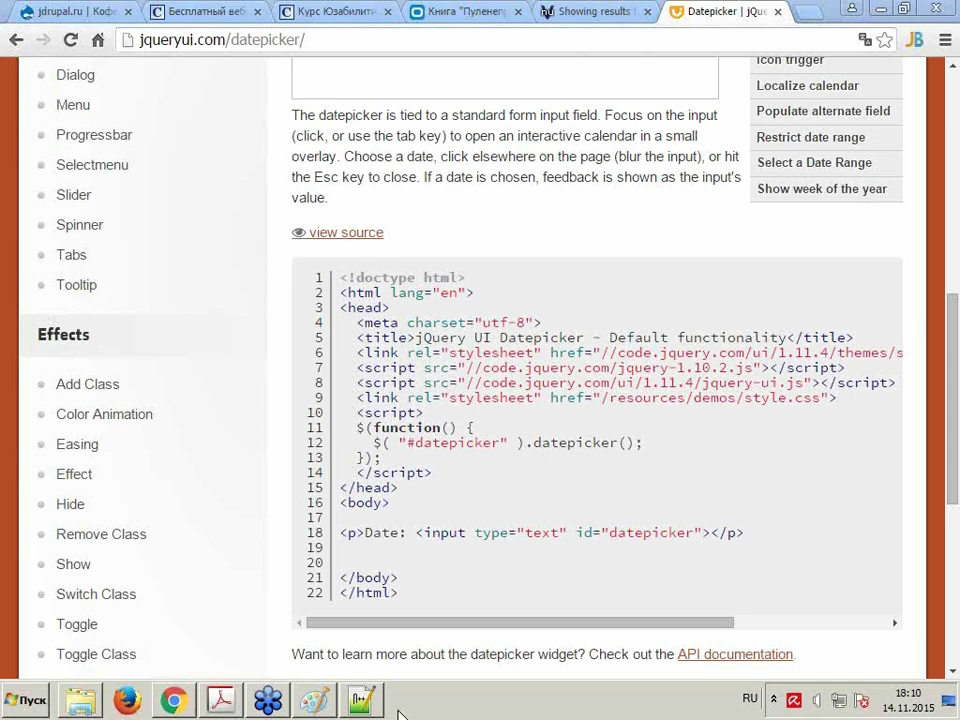 jdrupal.ru | Кофе
Бесплатный веб
Курс Юзабилити
Книга "Пуленеп
Showing results
Datepicker | jQue
jqueryui.com/datepicker/
Dialog
Menu
Progressbar
Selectmenu
Slider
Spinner
Tabs
Tooltip
Effects
Add Class
Color Animation
Easing
Effect
Hide
Remove Class
Show
Switch Class
Toggle
Toggle Class
The datepicker is tied to a standard form input field. Focus on the input
(click, or use the tab key) to open an interactive calendar in a small
overlay. Choose a date, click elsewhere on the page (blur the input), or hit
the Esc key to close. If a date is chosen, feedback is shown as the input's
value.
view source
1 <!doctype html>
2 <html lang="en">
3 <head>
4 <meta charset="utf-8">
5 <title>jQuery UI Datepicker - Default functionality</title>
6 <link rel="stylesheet" href="//code.jquery.com/ui/1.11.4/themes/s
7 <script src="//code.jquery.com/jquery-1.10.2.js"></script>
8 <script src="//code.jquery.com/ui/1.11.4/jquery-ui.js"></script>
9 <link rel="stylesheet" href="/resources/demos/style.css">
10 <script>
11 $(function() {
12 $( "#datepicker" ).datepicker();
13 });
14 </script>
15 </head>
16 <body>
17
18 <p>Date: <input type="text" id="datepicker"></p>
19
20
21 </body>
22 </html>
Want to learn more about the datepicker widget? Check out the API documentation.
Icon trigger
Localize calendar
Populate alternate field
Restrict date range
Select a Date Range
Show week of the year
Пуск
RU
18:10
14.11.2015